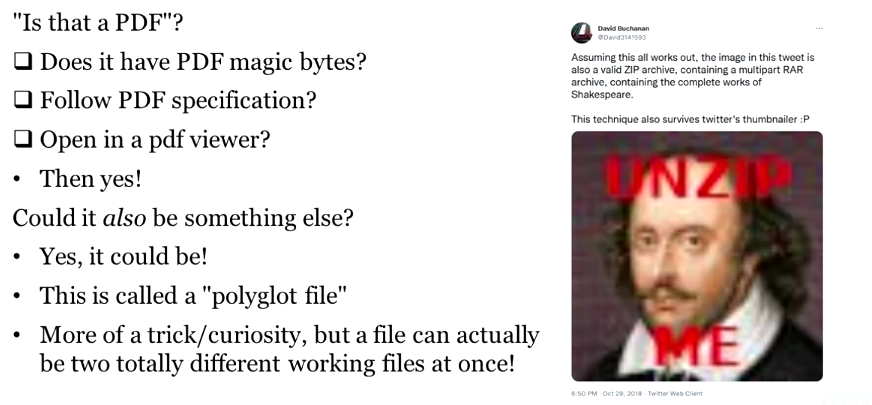 "Is that a PDF"?
❑ Does it have PDF magic bytes?
❑ Follow PDF specification?
❑ Open in a pdf viewer?
• Then yes!
Could it also be something else?
• Yes, it could be!
• This is called a "polyglot file"
• More of a trick/curiosity, but a file can actually
be two totally different working files at once!
David Buchanan
@David3141593
Assuming this all works out, the image in this tweet is
also a valid ZIP archive, containing a multipart RAR
archive, containing the complete works of
Shakespeare.
This technique also survives twitter's thumbnailer :P
UNZIP
ME
6:50 PM · Oct 29, 2018 · Twitter Web Client